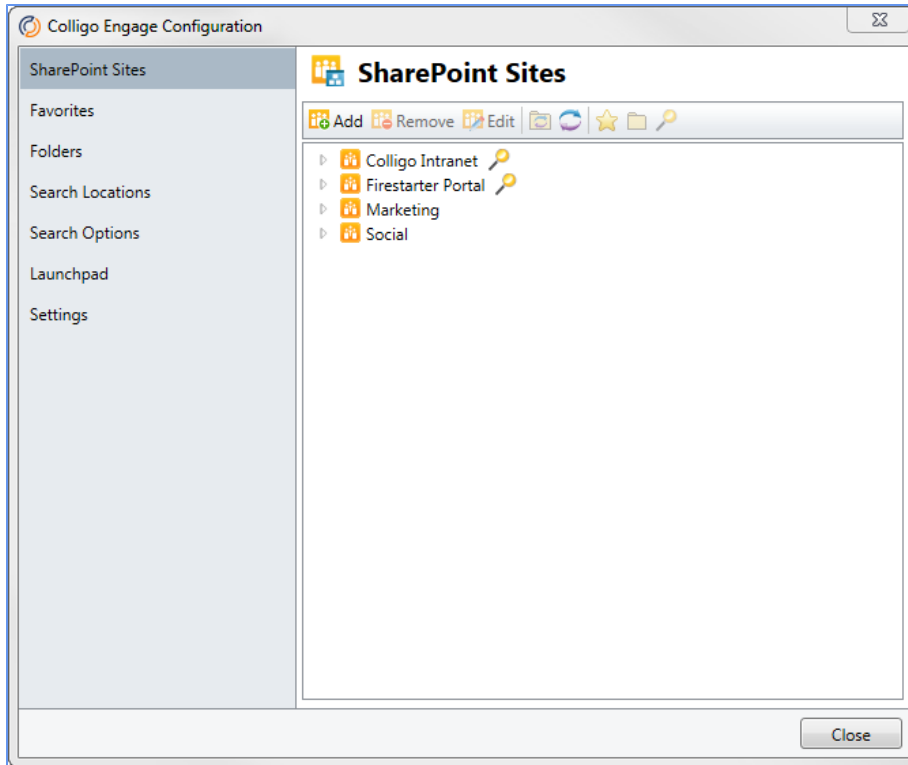 Colligo Engage Configuration
SharePoint Sites
Favorites
Folders
Search Locations
Search Options
Launchpad
Settings
SharePoint Sites
Add Remove Edit
Colligo Intranet
Firestarter Portal
Marketing
Social
Close